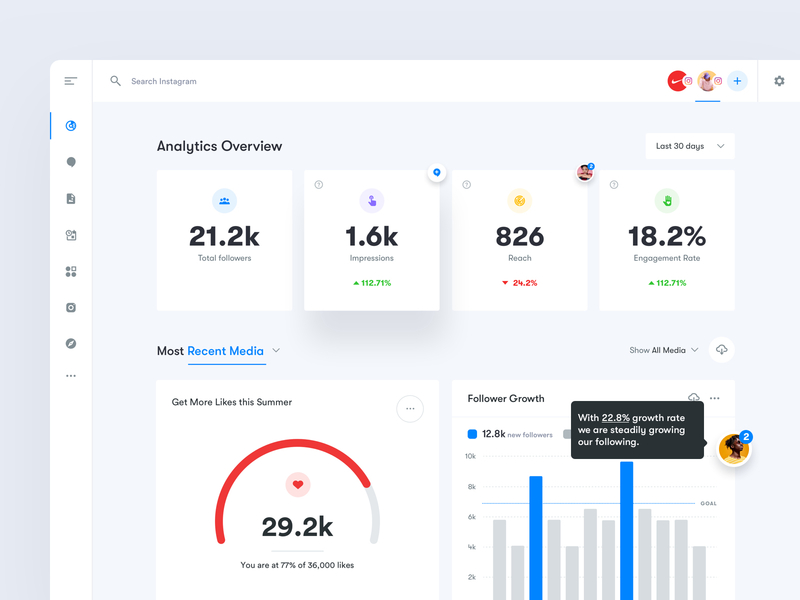 Search Instagram
Analytics Overview
Last 30 days
21.2k
Total followers
1.6k
Impressions
112.71%
2
826
Reach
24.2%
18.2%
Engagement Rate
112.71%
Most Recent Media
Show All Media
Get More Likes this Summer
29.2k
You are at 77% of 36,000 likes
Follower Growth
With 22.8% growth rate
we are steadily growing
our following.
2
12.8k new followers
10k
8k
GOAL
6k
4k
2k